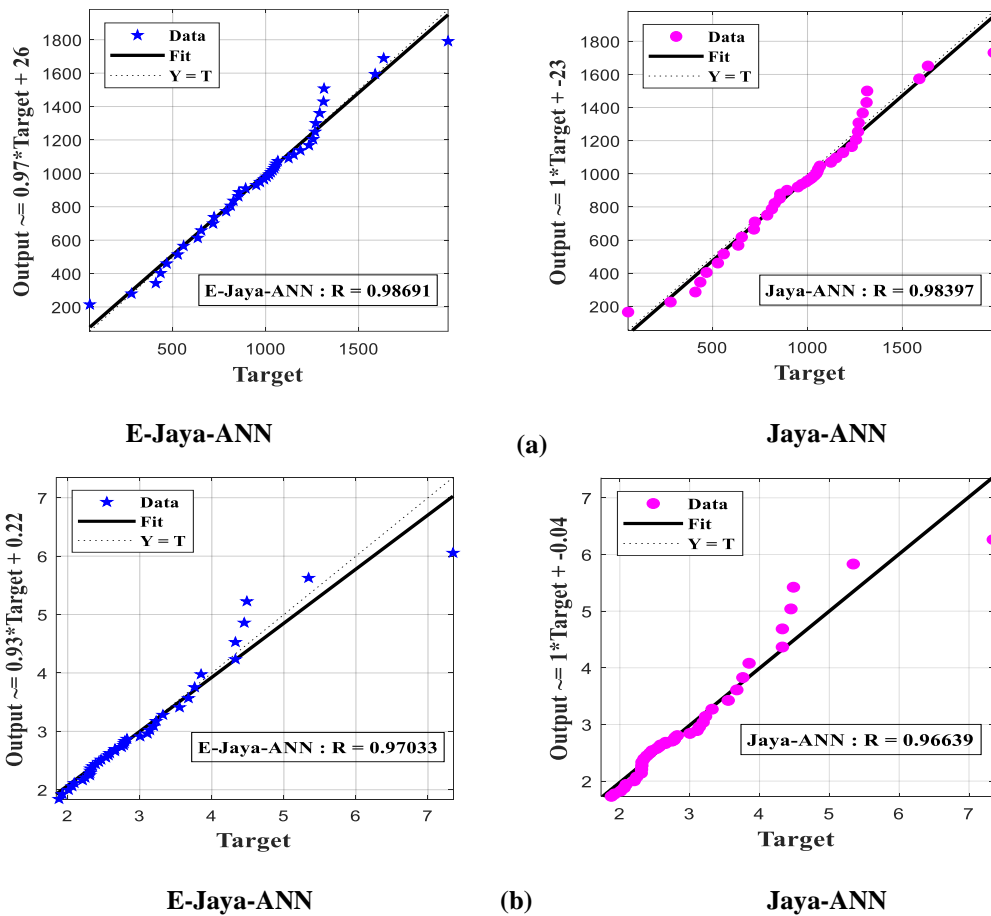 Output ~= 0.97*Target + 26
1800
1600
1400
1200
1000
800
600
400
200
Data
Fit
Y = T
E-Jaya-ANN : R = 0.98691
500
1000
1500
Target
E-Jaya-ANN
Output ~= 1*Target + -23
1800
1600
1400
1200
1000
800
600
400
200
Data
Fit
Y = T
Jaya-ANN : R = 0.98397
500
1000
1500
Target
Jaya-ANN
(a)
Output ~= 0.93*Target + 0.22
7
6
5
4
3
2
Data
Fit
Y = T
E-Jaya-ANN : R = 0.97033
2
3
4
5
6
7
Target
E-Jaya-ANN
Output ~= 1*Target + -0.04
7
6
5
4
3
2
Data
Fit
Y = T
Jaya-ANN : R = 0.96639
2
3
4
5
6
7
Target
Jaya-ANN
(b)